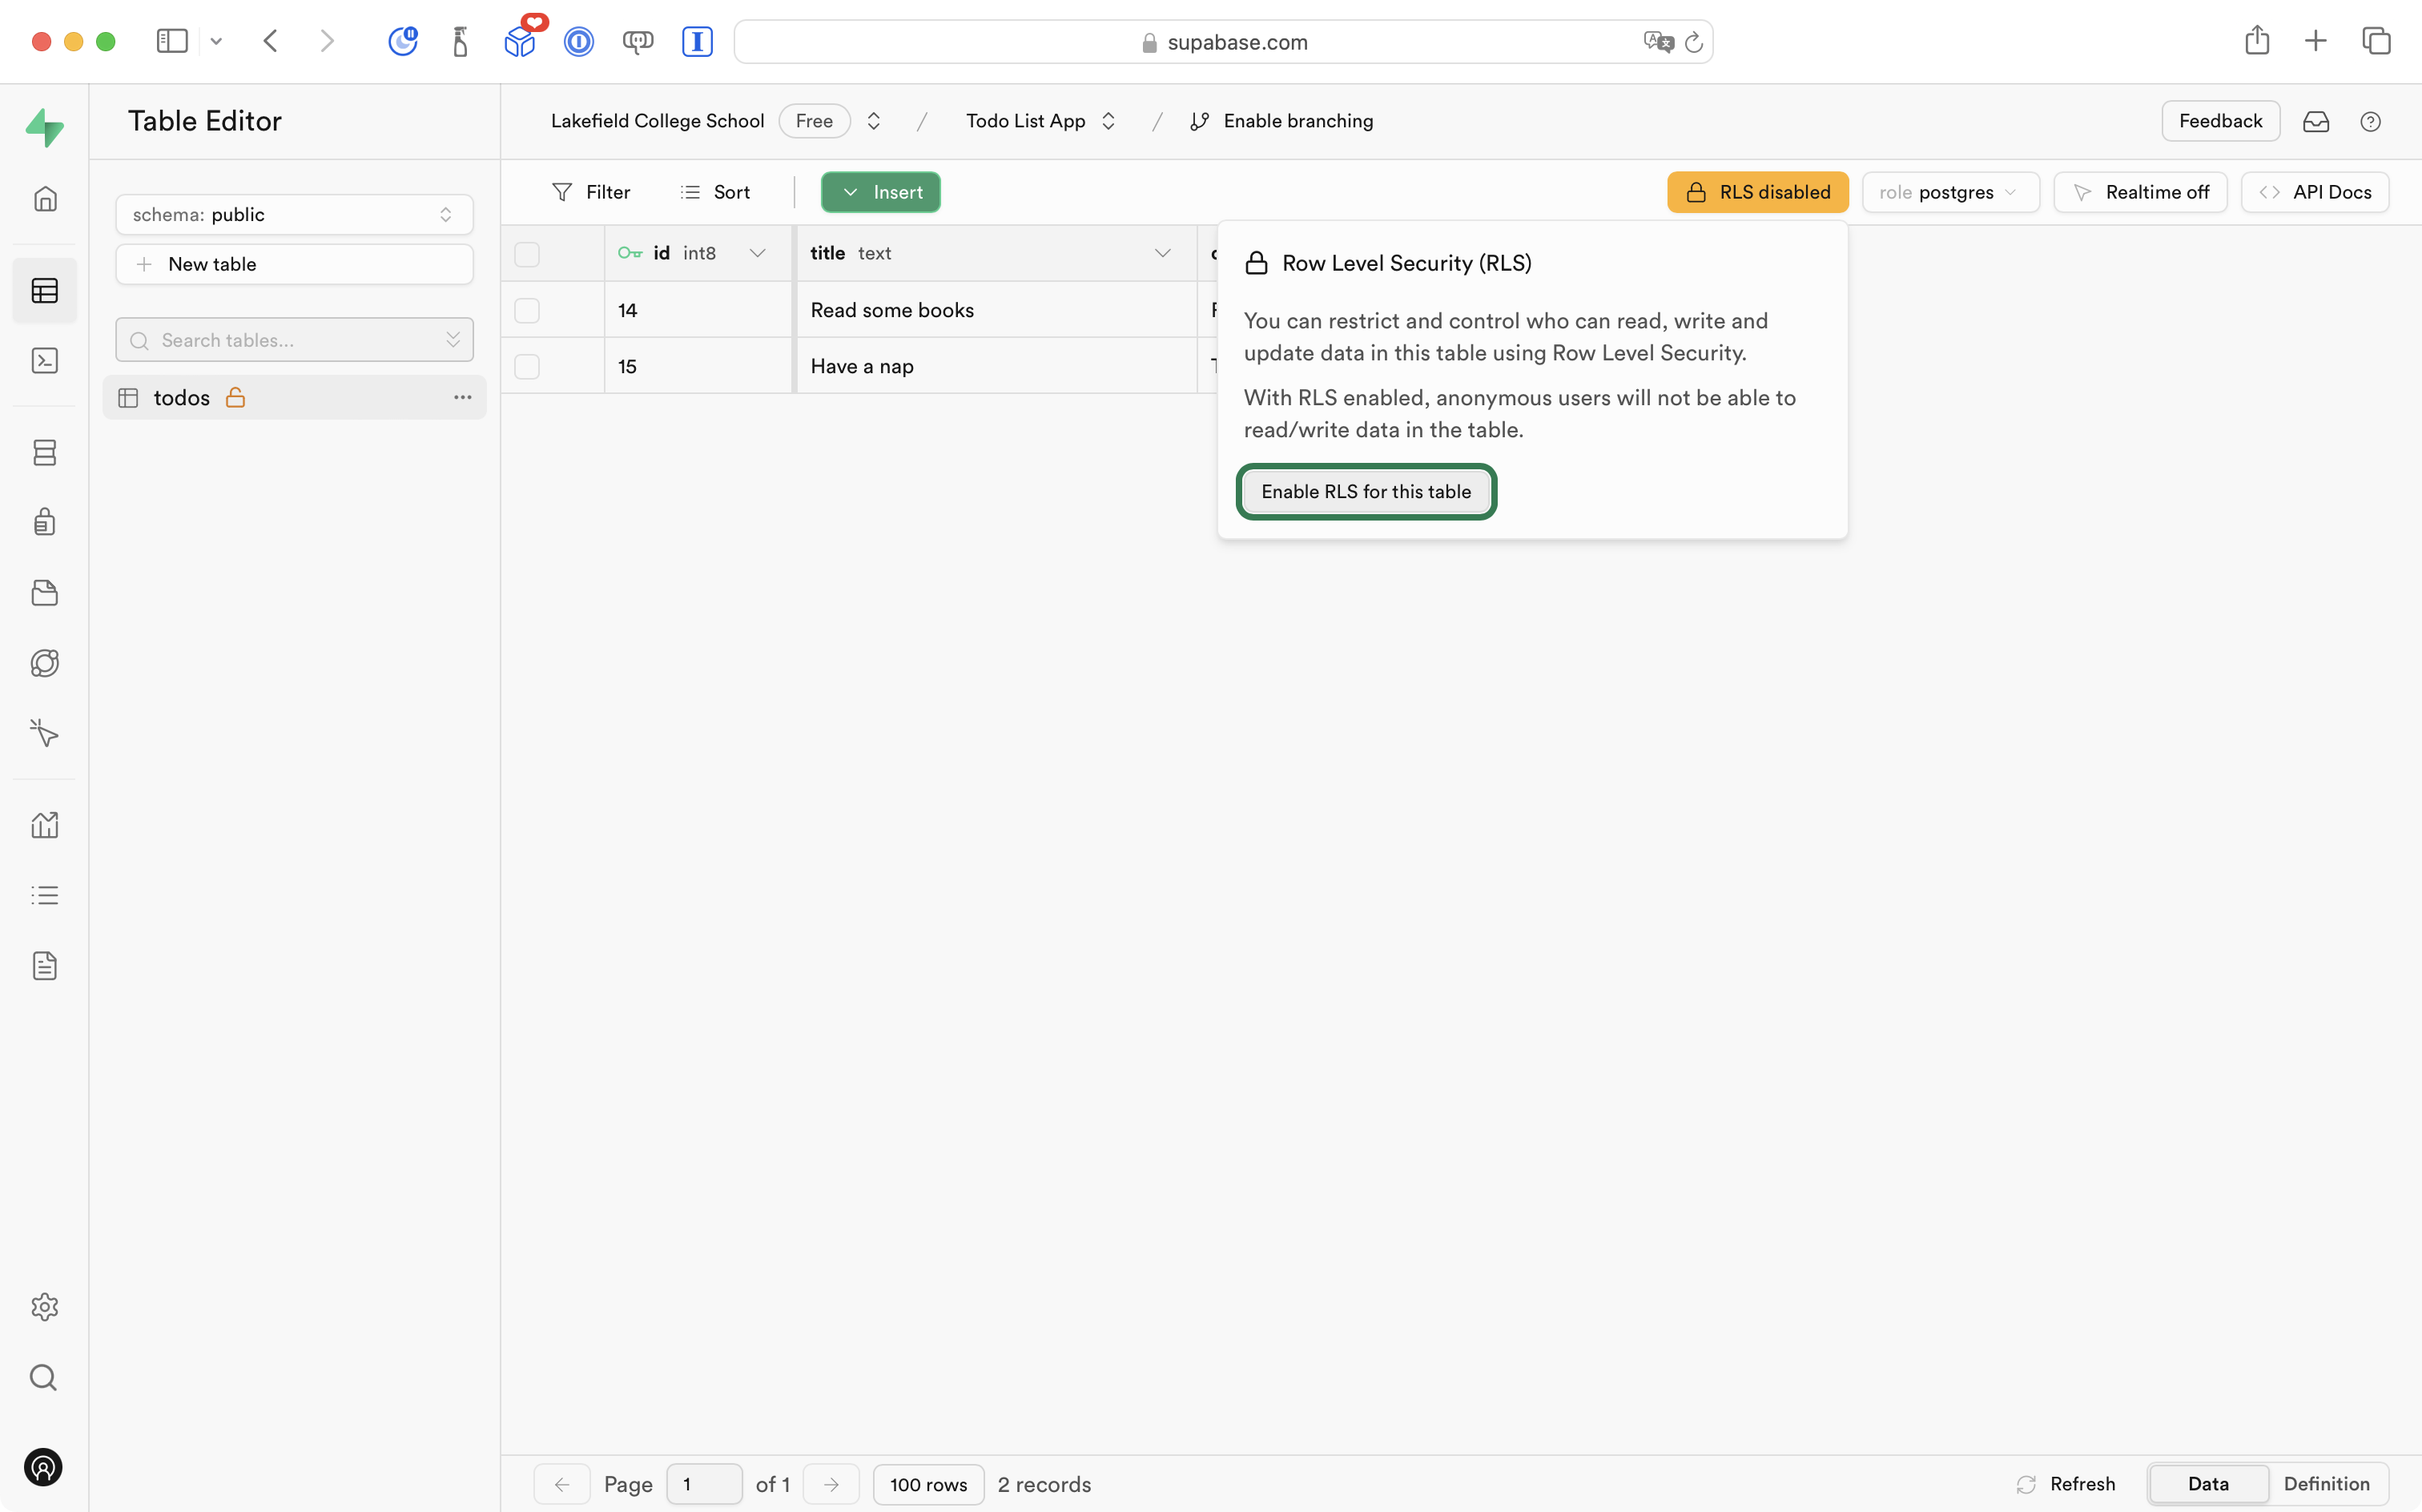 supabase.com
Table Editor
Lakefield College School Free / Todo List App / Enable branching
Feedback
schema: public
New table
Search tables...
todos
Filter Sort Insert
RLS disabled role postgres Realtime off API Docs
id int8 title text
14 Read some books
15 Have a nap
Row Level Security (RLS)
You can restrict and control who can read, write and
update data in this table using Row Level Security.
With RLS enabled, anonymous users will not be able to
read/write data in the table.
Enable RLS for this table
Page 1 of 1 100 rows 2 records
Refresh Data Definition